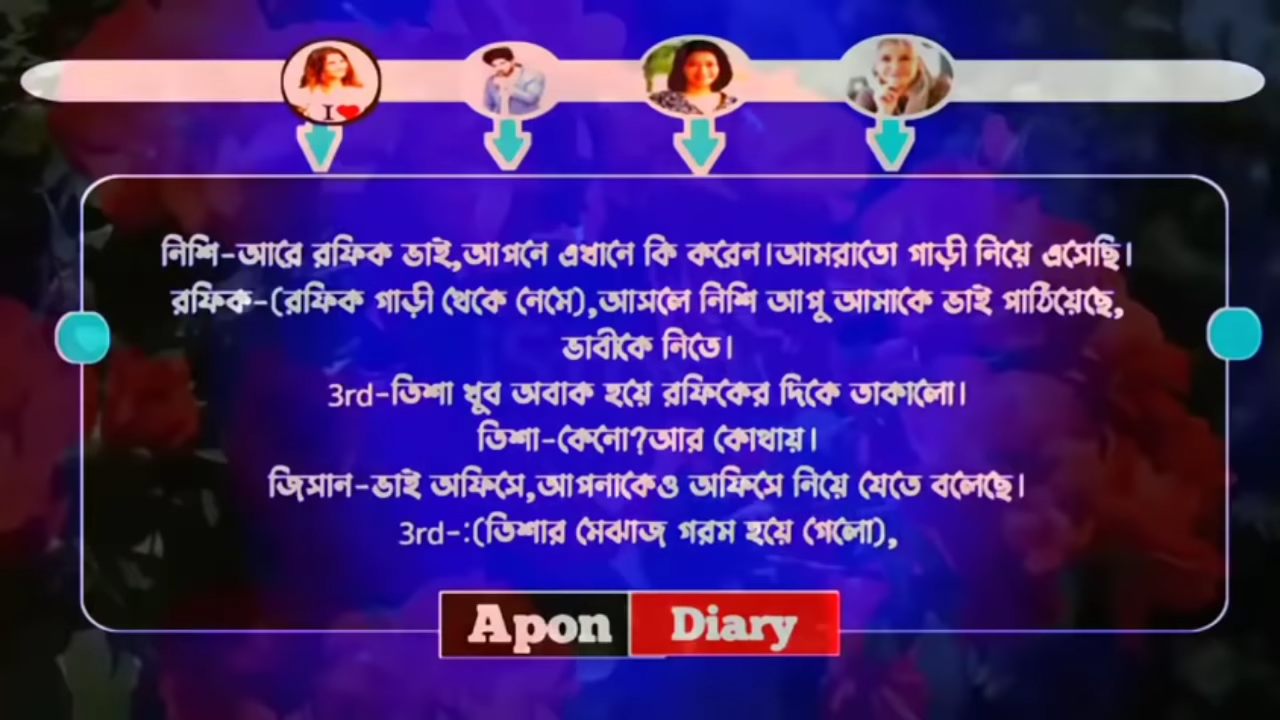 I
নিশি-আরে রফিক ভাই,আপনে এখানে কি করেন।আমরাতো গাড়ী নিয়ে এসেছি।
রফিক-(রফিক গাড়ী থেকে নেমে),আসলে নিশি আপু আমাকে ভাই পাঠিয়েছে,
ভাবীকে নিতে।
3rd-তিশা খুব অবাক হয়ে রফিকের দিকে তাকালো।
তিশা-কেনো?আর কোথায়।
জিসান-ভাই অফিসে,আপনাকেও অফিসে নিয়ে যেতে বলেছে।
3rd-:(তিশার মেঝাজ গরম হয়ে গেলো),
Apon Diary